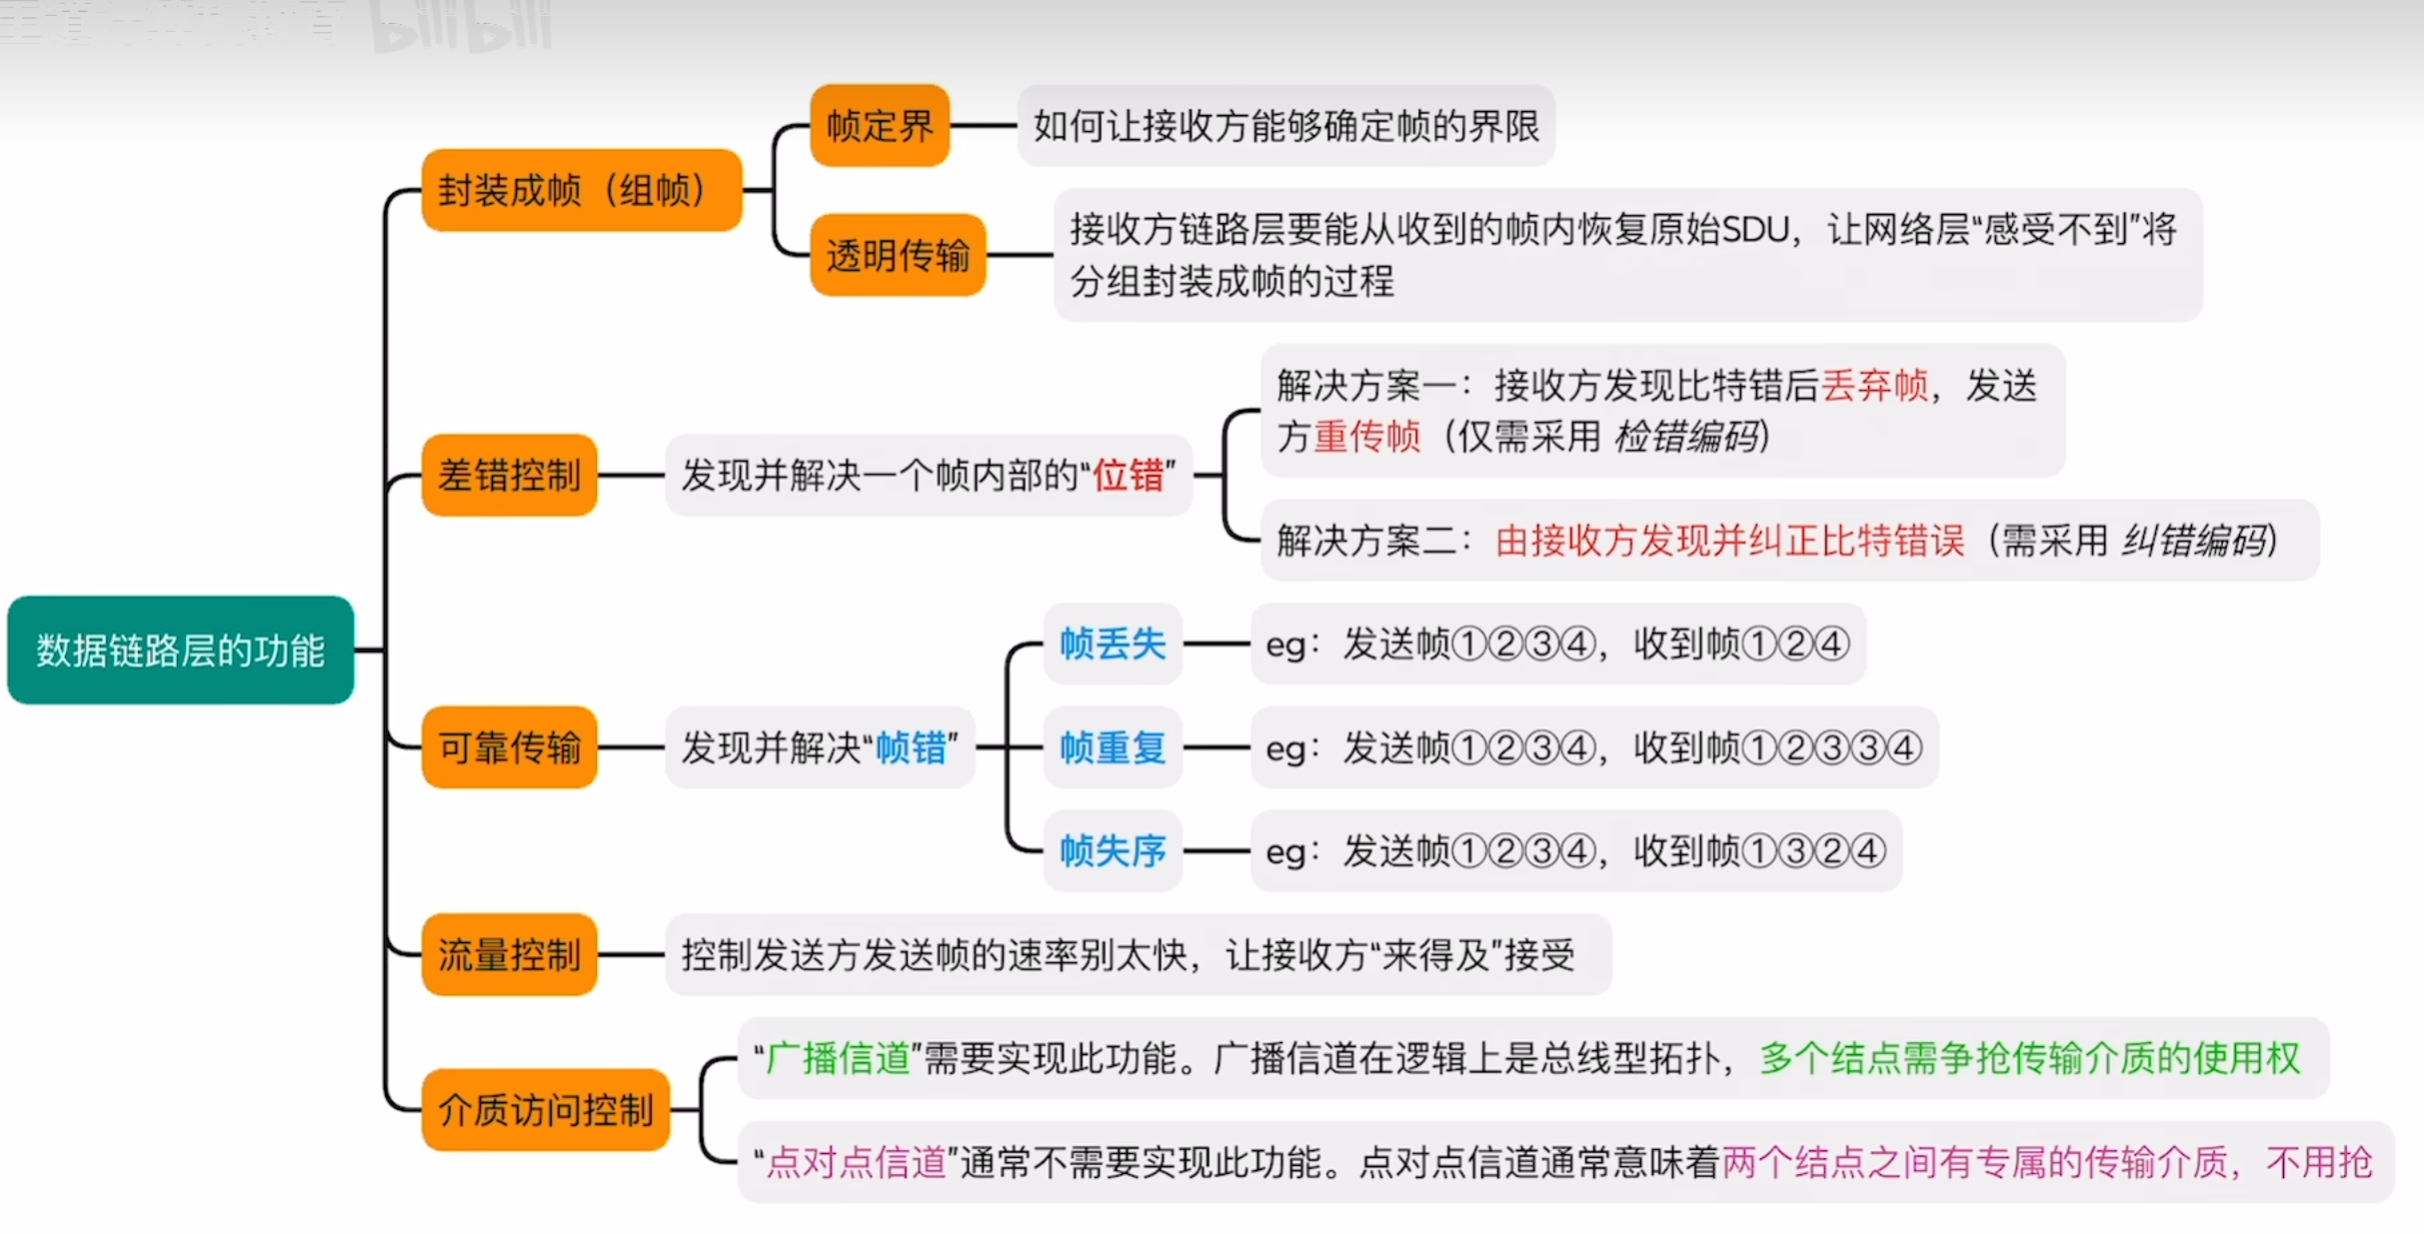 bilibili
帧定界
如何让接收方能够确定帧的界限
封装成帧（组帧）
透明传输
接收方链路层要能从收到的帧内恢复原始SDU，让网络层“感受不到”将
分组封装成帧的过程
解决方案一：接收方发现比特错后丢弃帧，发送
方重传帧（仅需采用 检错编码）
差错控制
发现并解决一个帧内部的“位错”
解决方案二：由接收方发现并纠正比特错误（需采用 纠错编码）
数据链路层的功能
帧丢失
eg：发送帧①②③④，收到帧①②④
可靠传输
发现并解决“帧错”
帧重复
eg：发送帧①②③④，收到帧①②③③④
帧失序
eg：发送帧①②③④，收到帧①③②④
流量控制
控制发送方发送帧的速率别太快，让接收方“来得及”接受
“广播信道”需要实现此功能。广播信道在逻辑上是总线型拓扑，多个结点需争抢传输介质的使用权
介质访问控制
“点对点信道”通常不需要实现此功能。点对点信道通常意味着两个结点之间有专属的传输介质，不用抢